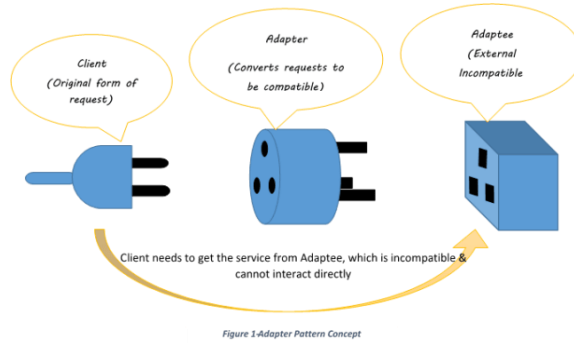 Client
(Original form of
request)
Adapter
(Converts requests to
be compatible)
Adaptee
(External
Incompatible
Client needs to get the service from Adaptee, which is incompatible &
cannot interact directly
Figure 1-Adapter Pattern Concept